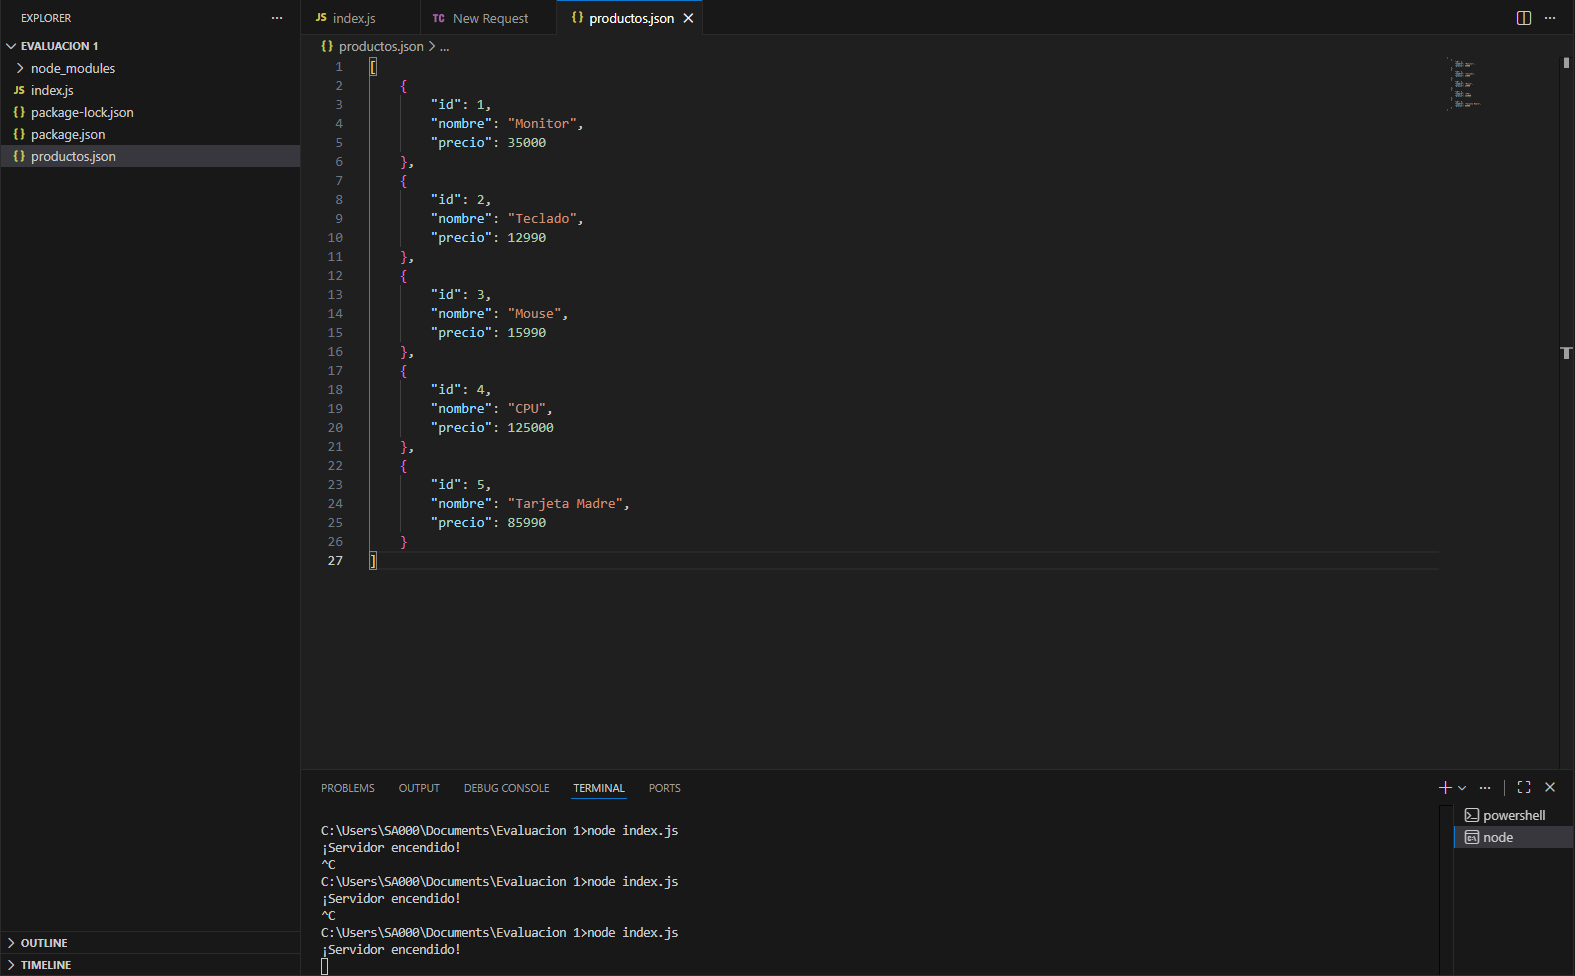 EXPLORER
EVALUACION 1
node_modules
JS index.js
{} package-lock.json
{} package.json
{} productos.json
OUTLINE
TIMELINE
JS index.js
TC New Request
{} productos.json
{} productos.json > ...
1 [
2 {
3 "id": 1,
4 "nombre": "Monitor",
5 "precio": 35000
6 },
7 {
8 "id": 2,
9 "nombre": "Teclado",
10 "precio": 12990
11 },
12 {
13 "id": 3,
14 "nombre": "Mouse",
15 "precio": 15990
16 },
17 {
18 "id": 4,
19 "nombre": "CPU",
20 "precio": 125000
21 },
22 {
23 "id": 5,
24 "nombre": "Tarjeta Madre",
25 "precio": 85990
26 }
27 ]
PROBLEMS OUTPUT DEBUG CONSOLE TERMINAL PORTS
C:\Users\SA000\Documents\Evaluacion 1>node index.js
¡Servidor encendido!
^C
C:\Users\SA000\Documents\Evaluacion 1>node index.js
¡Servidor encendido!
^C
C:\Users\SA000\Documents\Evaluacion 1>node index.js
¡Servidor encendido!
powershell
node